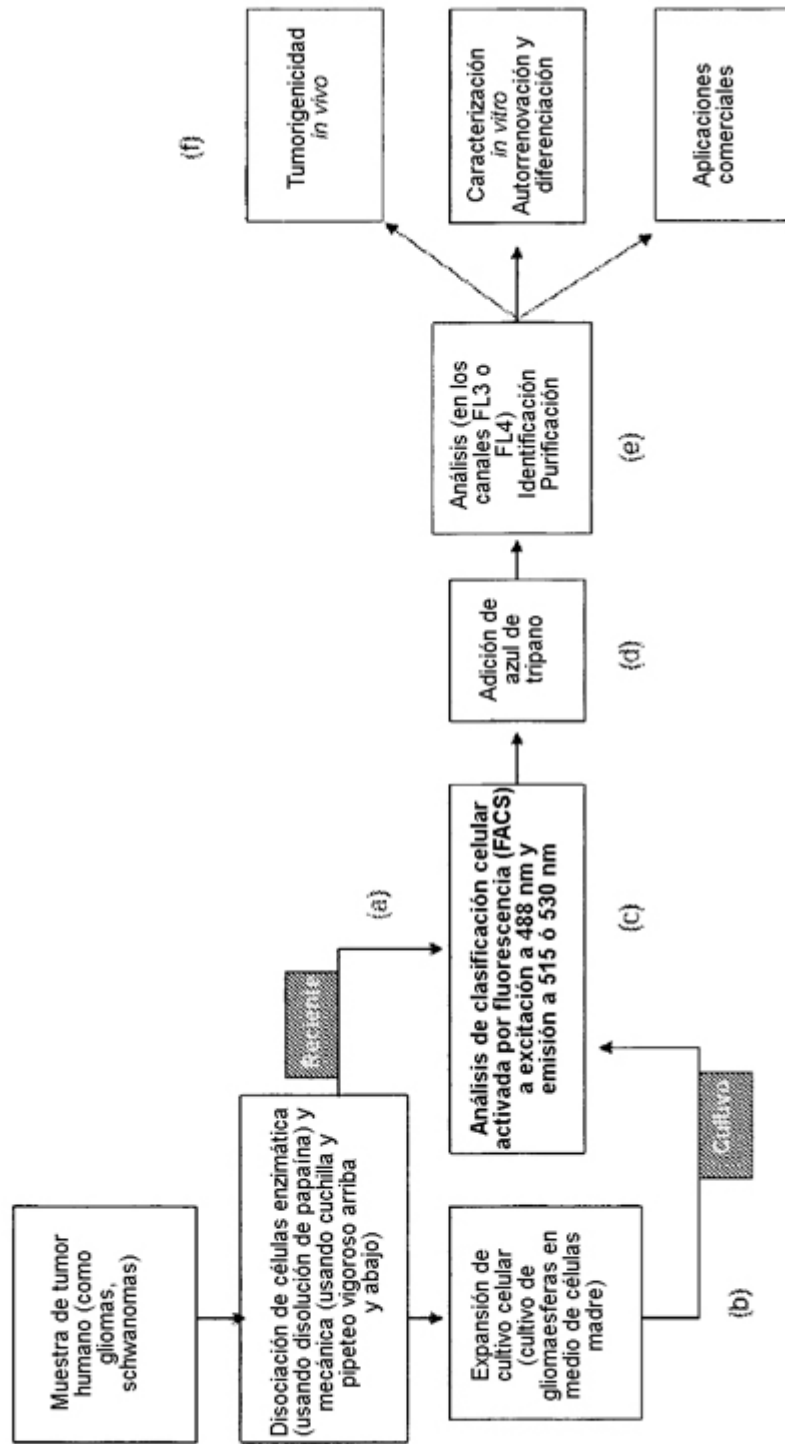 Muestra de tumor
humano (como
gliomas,
schwanomas)
Disociación de células enzimática
(usando disolución de papaína) y
mecánica (usando cuchilla y
pipeteo vigoroso arriba
y abajo)
Reciente
(a)
Expansión de
cultivo celular
(cultivo de
gliomaesferas en
medio de células
madre)
(b)
Cultivo
Análisis de clasificación celular
activada por fluorescencia (FACS)
a excitación a 488 nm y
emisión a 515 ó 530 nm
(c)
Adición de
azul de
tripano
(d)
Análisis (en los
canales FL3 o
FL4)
Identificación
Purificación
(e)
(f)
Tumorigenicidad
in vivo
Caracterización
in vitro
Autorrenovación y
diferenciación
Aplicaciones
comerciales